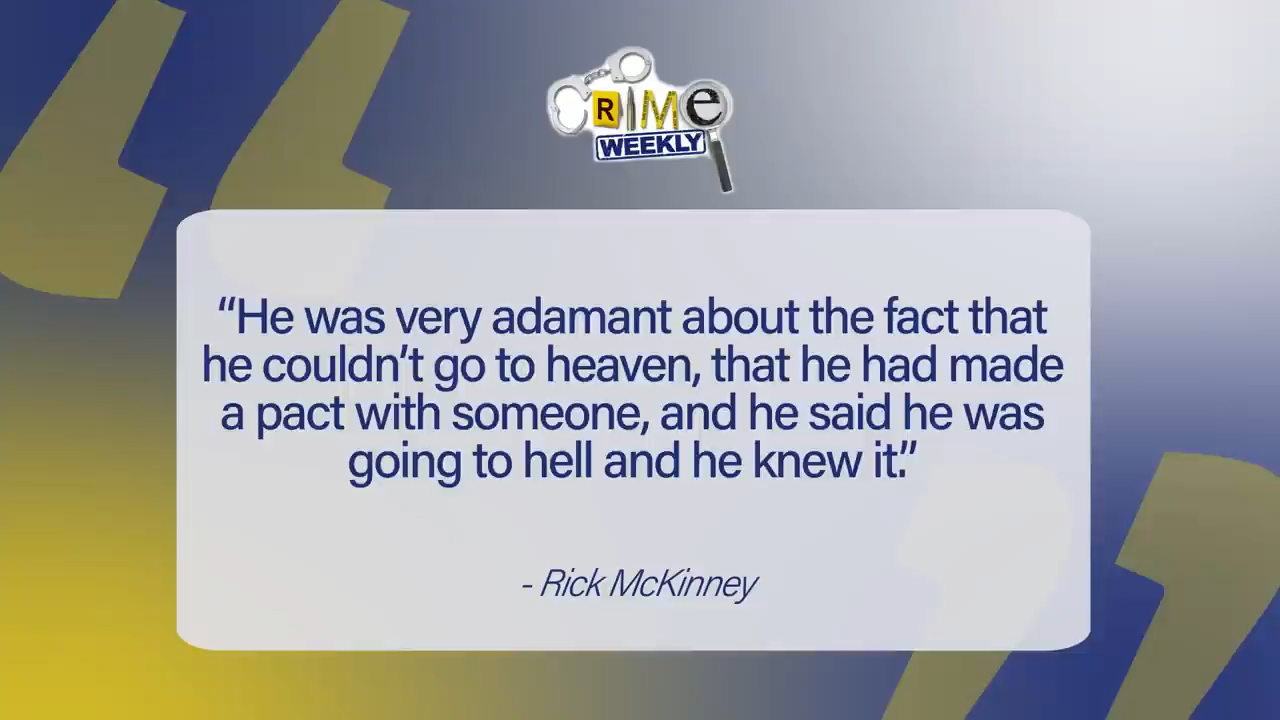 CRIMe
WEEKLY
“He was very adamant about the fact that
he couldn’t go to heaven, that he had made
a pact with someone, and he said he was
going to hell and he knew it.”
- Rick McKinney